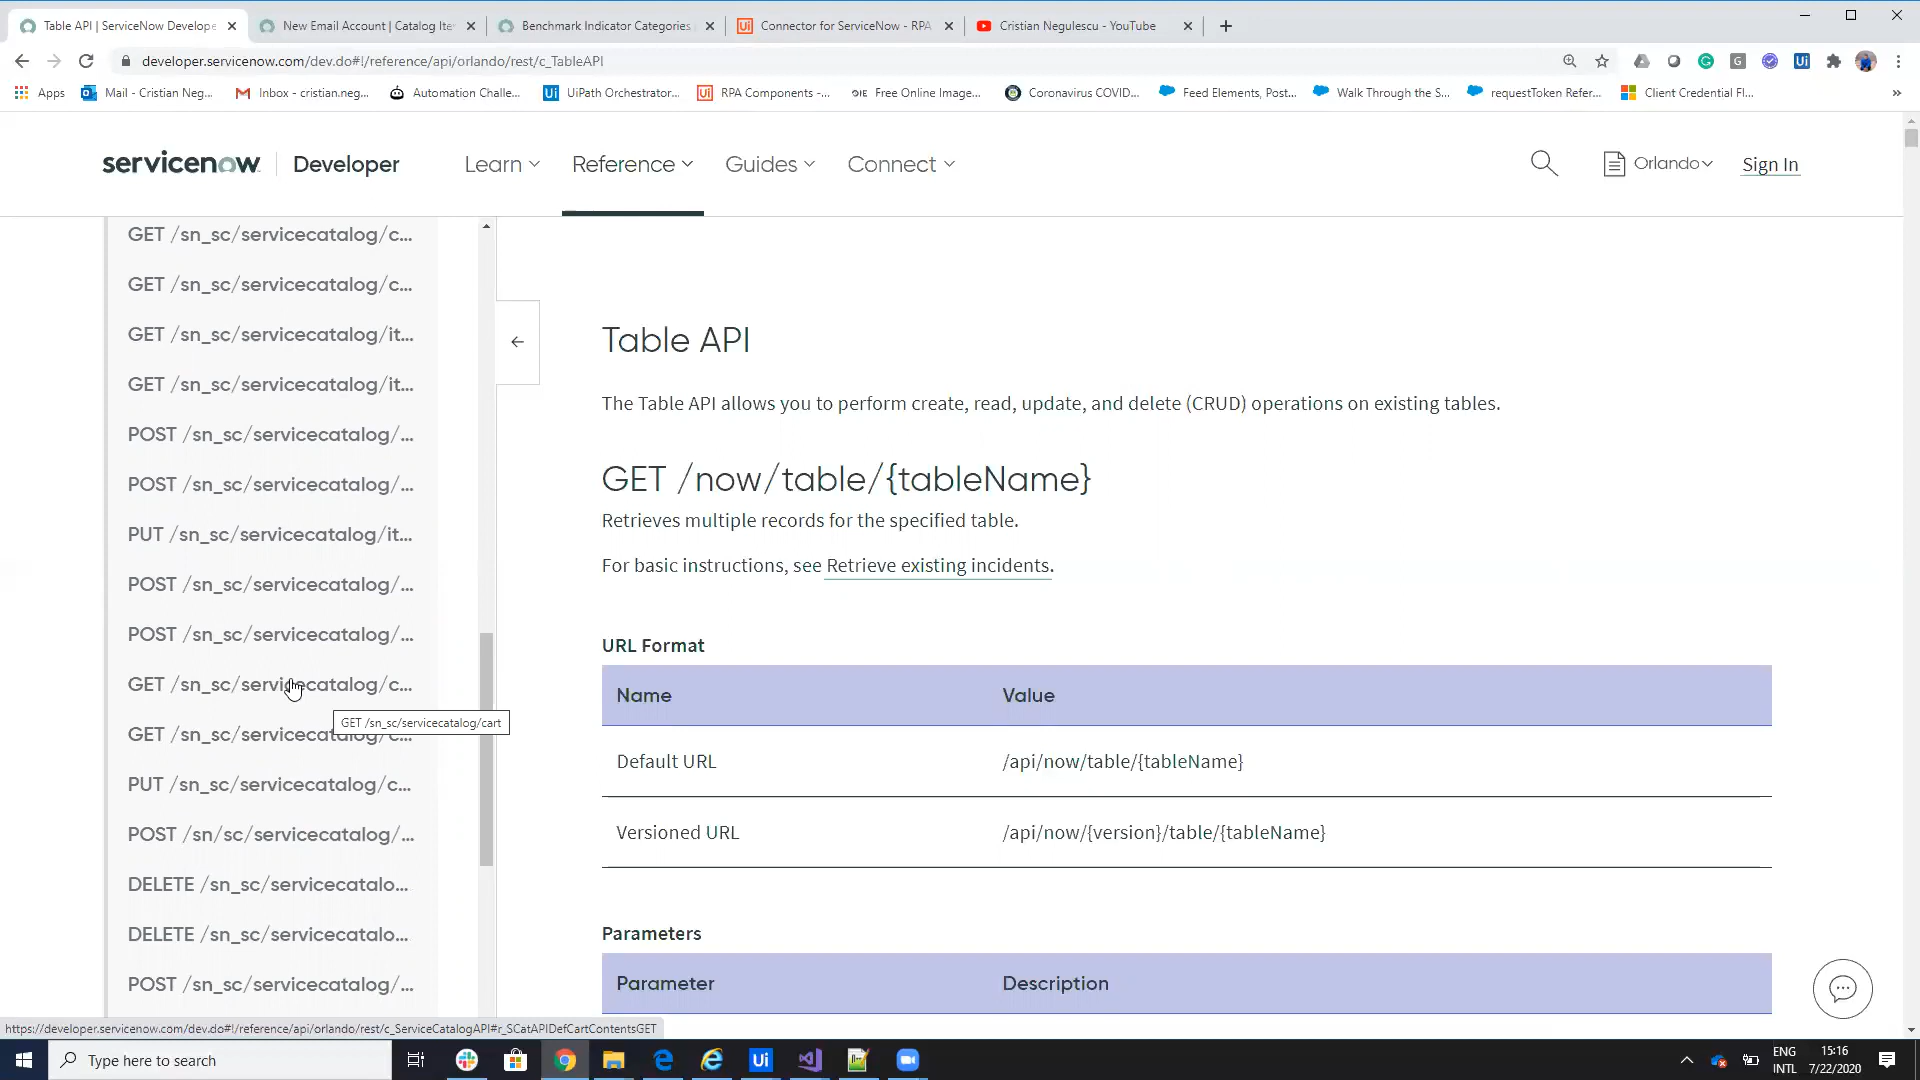 Table API | ServiceNow Develope
New Email Account | Catalog Ite
Benchmark Indicator Categories
Connector for ServiceNow - RPA
Cristian Negulescu - YouTube
developer.servicenow.com/dev.do#!/reference/api/orlando/rest/c_TableAPI
Apps
Mail - Cristian Neg...
Inbox - cristian.neg...
Automation Challe...
UiPath Orchestrator...
RPA Components -...
Free Online Image...
Coronavirus COVID...
Feed Elements, Post...
Walk Through the S...
requestToken Refer...
Client Credential Fl...
»
servicenow
Developer
Learn
Reference
Guides
Connect
Orlando
Sign In
GET /sn_sc/servicecatalog/c...
GET /sn_sc/servicecatalog/c...
GET /sn_sc/servicecatalog/it...
GET /sn_sc/servicecatalog/it...
POST /sn_sc/servicecatalog/...
POST /sn_sc/servicecatalog/...
PUT /sn_sc/servicecatalog/it...
POST /sn_sc/servicecatalog/...
POST /sn_sc/servicecatalog/...
GET /sn_sc/servicecatalog/c...
GET /sn_sc/servicecatalog/cart
GET /sn_sc/servicecatalog/c...
PUT /sn_sc/servicecatalog/c...
POST /sn/sc/servicecatalog/...
DELETE /sn_sc/servicecatalo...
DELETE /sn_sc/servicecatalo...
POST /sn_sc/servicecatalog/...
Table API
The Table API allows you to perform create, read, update, and delete (CRUD) operations on existing tables.
GET /now/table/{tableName}
Retrieves multiple records for the specified table.
For basic instructions, see Retrieve existing incidents.
URL Format
Name Value
Default URL /api/now/table/{tableName}
Versioned URL /api/now/{version}/table/{tableName}
Parameters
Parameter Description
https://developer.servicenow.com/dev.do#!/reference/api/orlando/rest/c_ServiceCatalogAPI#r_SCatAPIDefCartContentsGET
Type here to search
Ui
ENG
INTL
15:16
7/22/2020